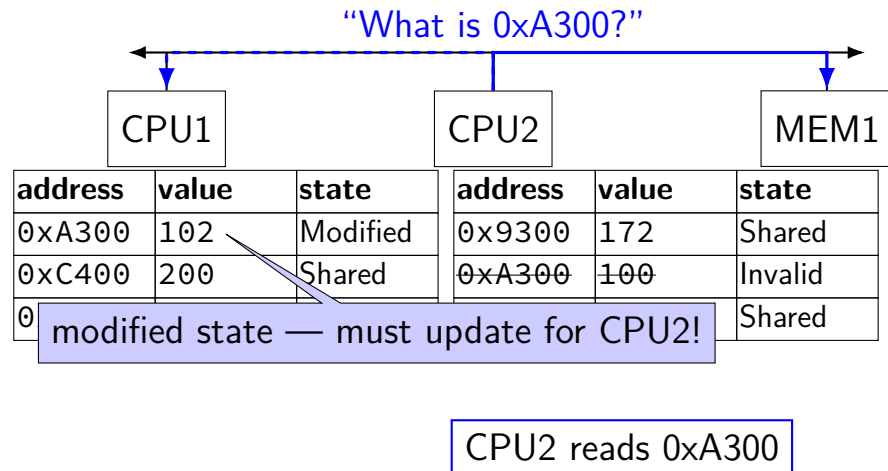 “What is 0xA300?”
CPU1 CPU2 MEM1
address value state address value state
0xA300 102 Modified 0x9300 172 Shared
0xC400 200 Shared 0xA300 100 Invalid
Shared
modified state — must update for CPU2!
CPU2 reads 0xA300